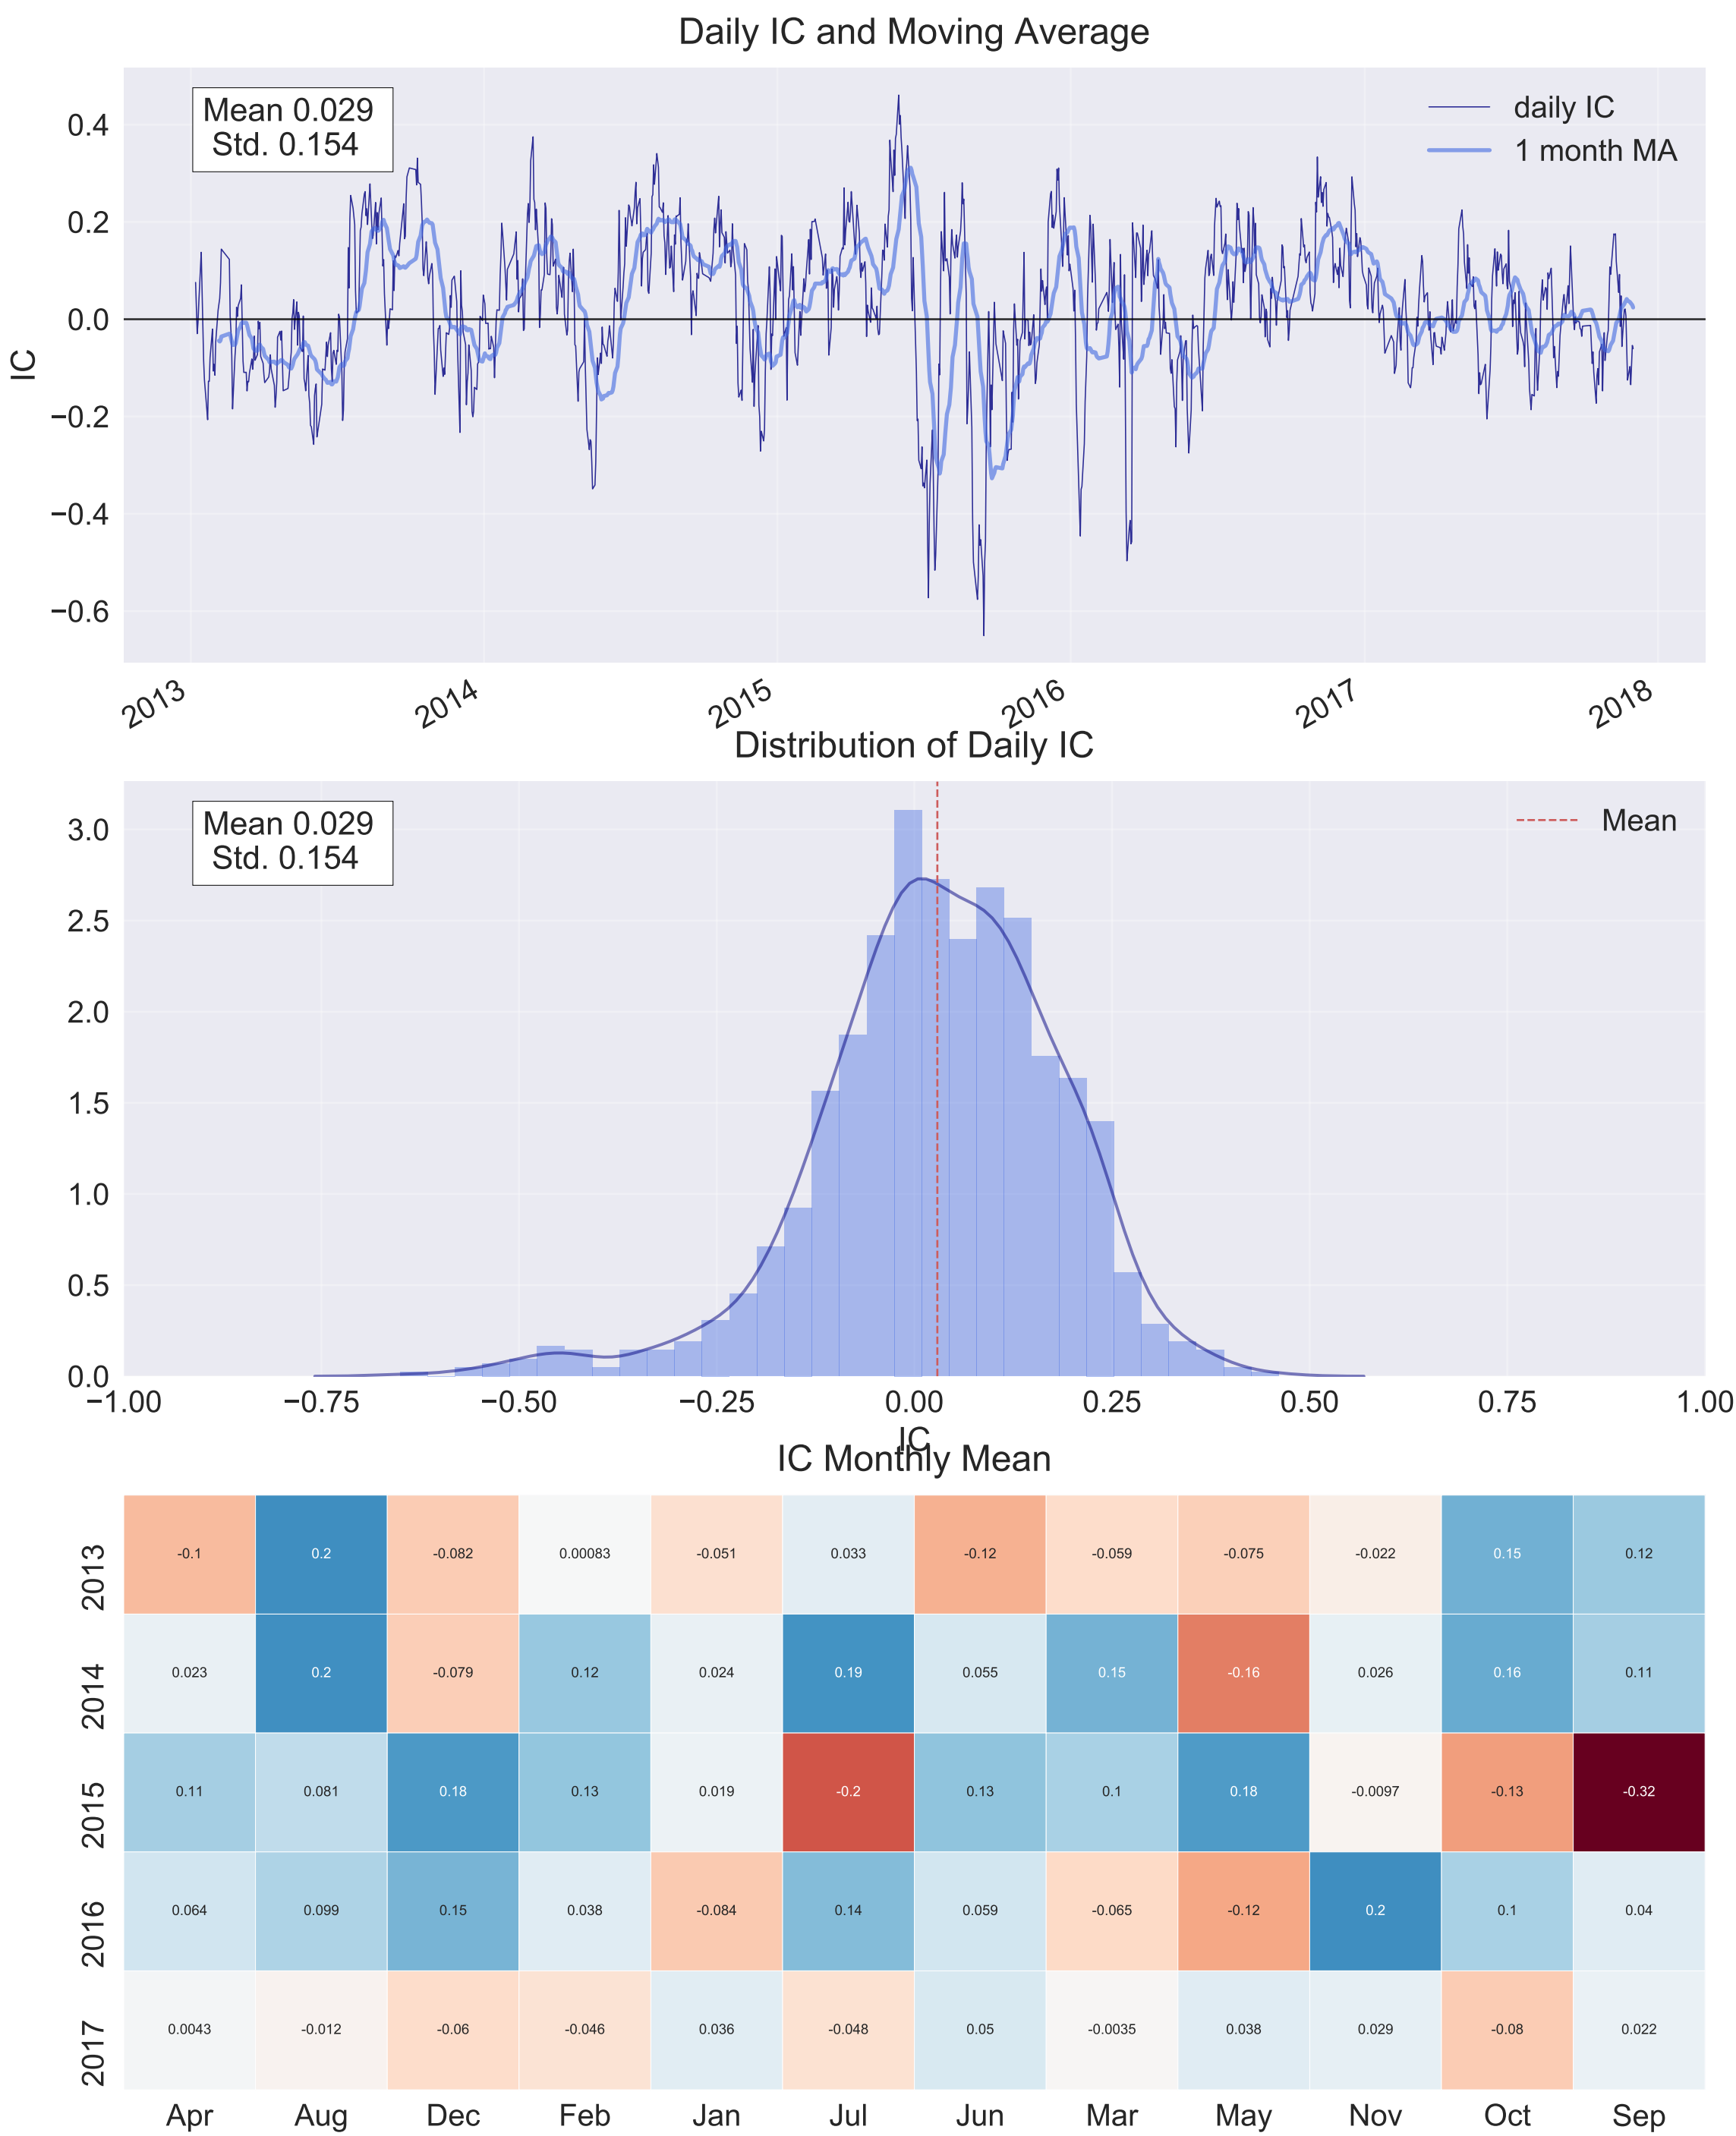 Daily IC and Moving Average
Mean 0.029
Std. 0.154
daily IC
1 month MA
IC
0.4
0.2
0.0
−0.2
−0.4
−0.6
2013 2014 2015 2016 2017 2018
Distribution of Daily IC
Mean 0.029
Std. 0.154
Mean
3.0
2.5
2.0
1.5
1.0
0.5
0.0
−1.00 −0.75 −0.50 −0.25 0.00 0.25 0.50 0.75 1.00
IC
IC Monthly Mean
2013 -0.1 0.2 -0.082 0.00083 -0.051 0.033 -0.12 -0.059 -0.075 -0.022 0.15 0.12
2014 0.023 0.2 -0.079 0.12 0.024 0.19 0.055 0.15 -0.16 0.026 0.16 0.11
2015 0.11 0.081 0.18 0.13 0.019 -0.2 0.13 0.1 0.18 -0.0097 -0.13 -0.32
2016 0.064 0.099 0.15 0.038 -0.084 0.14 0.059 -0.065 -0.12 0.2 0.1 0.04
2017 0.0043 -0.012 -0.06 -0.046 0.036 -0.048 0.05 -0.0035 0.038 0.029 -0.08 0.022
Apr Aug Dec Feb Jan Jul Jun Mar May Nov Oct Sep